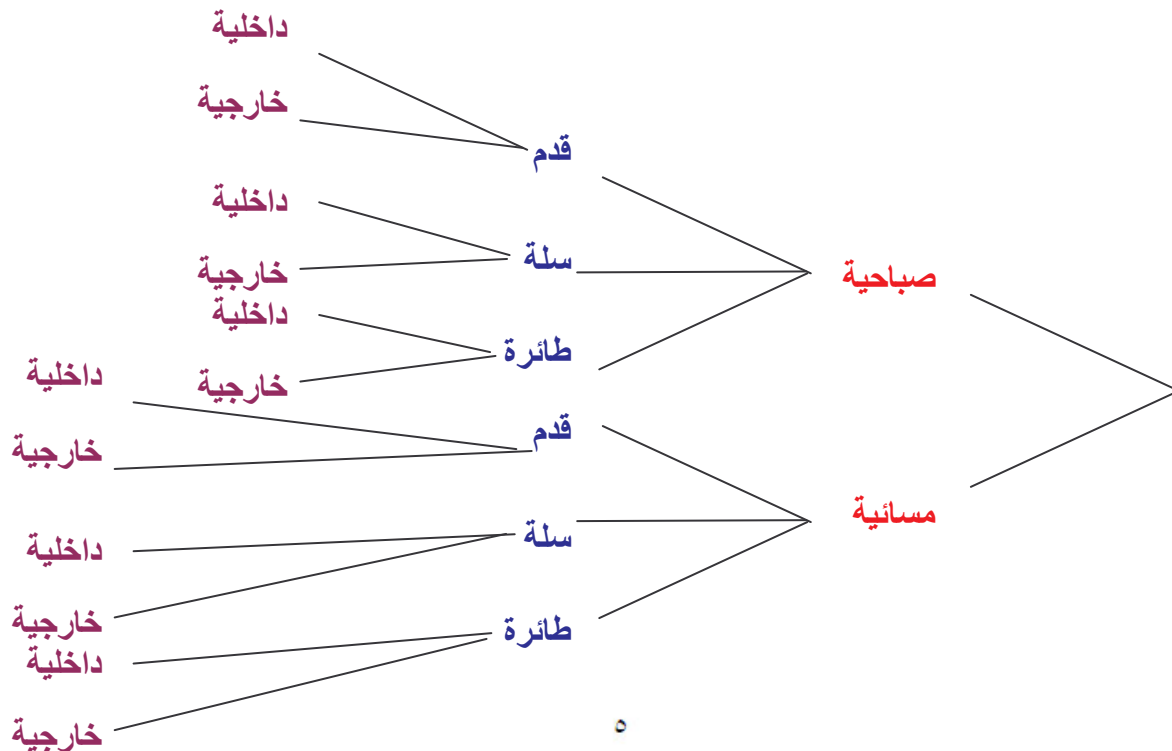 داخلية
خارجية
قدم
داخلية
سلة
خارجية
صباحية
داخلية
طائرة
خارجية
داخلية
قدم
خارجية
مسائية
سلة
داخلية
خارجية
طائرة
داخلية
خارجية
٥